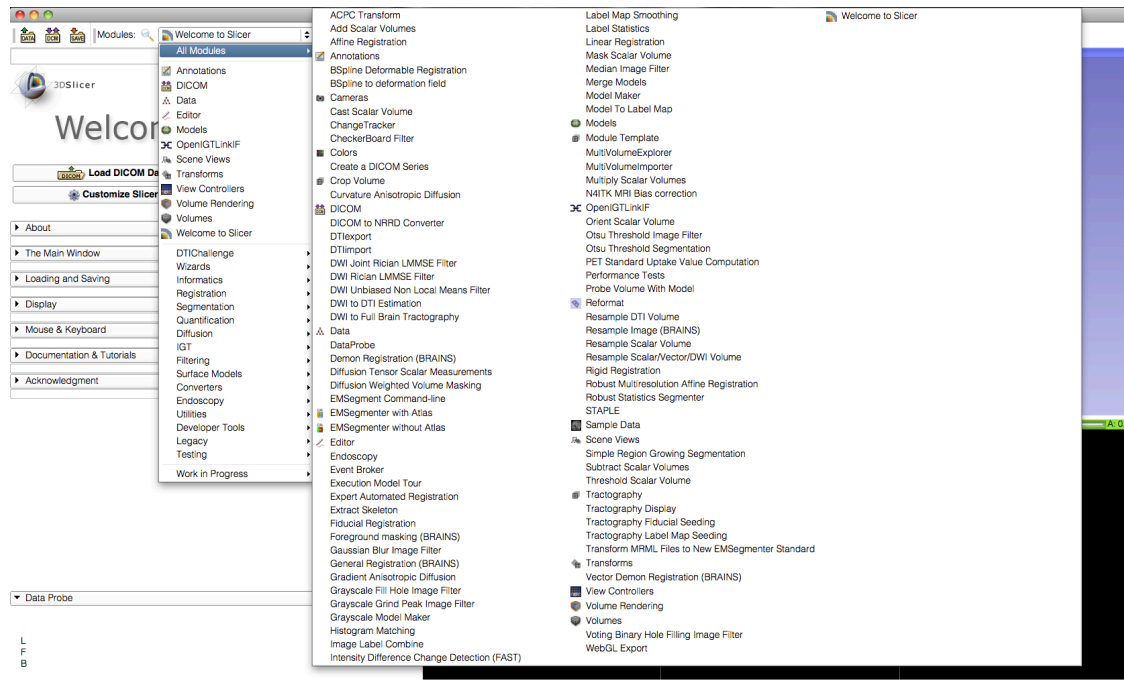 DATA
DCM
SAVE
Modules:
Welcome to Slicer
3DSlicer
Welcor
DICOM
Load DICOM Da
Customize Slicer
About
The Main Window
Loading and Saving
Display
Mouse & Keyboard
Documentation & Tutorials
Acknowledgment
Data Probe
L
F
B
All Modules
Annotations
DICOM
Data
Editor
Models
OpenIGTLinkIF
Scene Views
Transforms
View Controllers
Volume Rendering
Volumes
Welcome to Slicer
DTIChallenge
Wizards
Informatics
Registration
Segmentation
Quantification
Diffusion
IGT
Filtering
Surface Models
Converters
Endoscopy
Utilities
Developer Tools
Legacy
Testing
Work in Progress
ACPC Transform
Add Scalar Volumes
Affine Registration
Annotations
BSpline Deformable Registration
BSpline to deformation field
Cameras
Cast Scalar Volume
ChangeTracker
CheckerBoard Filter
Colors
Create a DICOM Series
Crop Volume
Curvature Anisotropic Diffusion
DICOM
DICOM to NRRD Converter
DTIexport
DTIimport
DWI Joint Rician LMMSE Filter
DWI Rician LMMSE Filter
DWI Unbiased Non Local Means Filter
DWI to DTI Estimation
DWI to Full Brain Tractography
Data
DataProbe
Demon Registration (BRAINS)
Diffusion Tensor Scalar Measurements
Diffusion Weighted Volume Masking
EMSegment Command-line
EMSegmenter with Atlas
EMSegmenter without Atlas
Editor
Endoscopy
Event Broker
Execution Model Tour
Expert Automated Registration
Extract Skeleton
Fiducial Registration
Foreground masking (BRAINS)
Gaussian Blur Image Filter
General Registration (BRAINS)
Gradient Anisotropic Diffusion
Grayscale Fill Hole Image Filter
Grayscale Grind Peak Image Filter
Grayscale Model Maker
Histogram Matching
Image Label Combine
Intensity Difference Change Detection (FAST)
Label Map Smoothing
Label Statistics
Linear Registration
Mask Scalar Volume
Median Image Filter
Merge Models
Model Maker
Model To Label Map
Models
Module Template
MultiVolumeExplorer
MultiVolumeImporter
Multiply Scalar Volumes
N4ITK MRI Bias correction
OpenIGTLinkIF
Orient Scalar Volume
Otsu Threshold Image Filter
Otsu Threshold Segmentation
PET Standard Uptake Value Computation
Performance Tests
Probe Volume With Model
Reformat
Resample DTI Volume
Resample Image (BRAINS)
Resample Scalar Volume
Resample Scalar/Vector/DWI Volume
Rigid Registration
Robust Multiresolution Affine Registration
Robust Statistics Segmenter
STAPLE
Sample Data
Scene Views
Simple Region Growing Segmentation
Subtract Scalar Volumes
Threshold Scalar Volume
Tractography
Tractography Display
Tractography Fiducial Seeding
Tractography Label Map Seeding
Transform MRML Files to New EMSegmenter Standard
Transforms
Vector Demon Registration (BRAINS)
View Controllers
Volume Rendering
Volumes
Voting Binary Hole Filling Image Filter
WebGL Export
Welcome to Slicer
A: 0